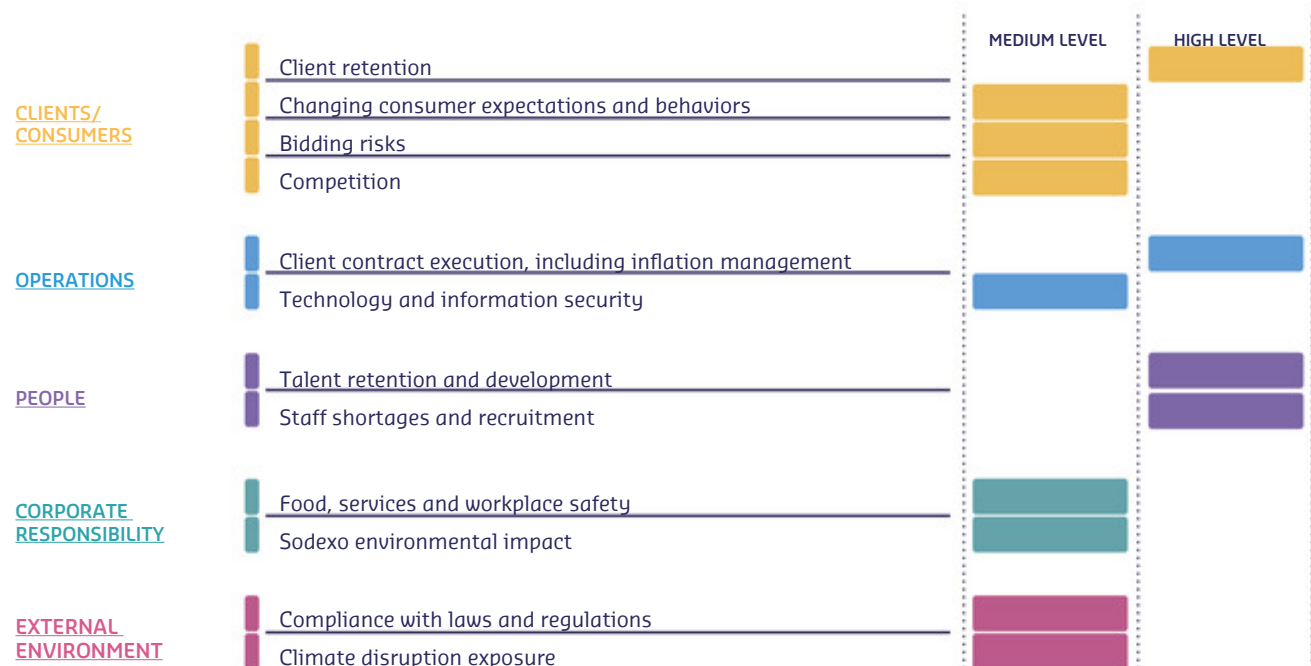 MEDIUM LEVEL
HIGH LEVEL
CLIENTS/
CONSUMERS
Client retention
Changing consumer expectations and behaviors
Bidding risks
Competition
OPERATIONS
Client contract execution, including inflation management
Technology and information security
PEOPLE
Talent retention and development
Staff shortages and recruitment
CORPORATE
RESPONSIBILITY
Food, services and workplace safety
Sodexo environmental impact
EXTERNAL
ENVIRONMENT
Compliance with laws and regulations
Climate disruption exposure